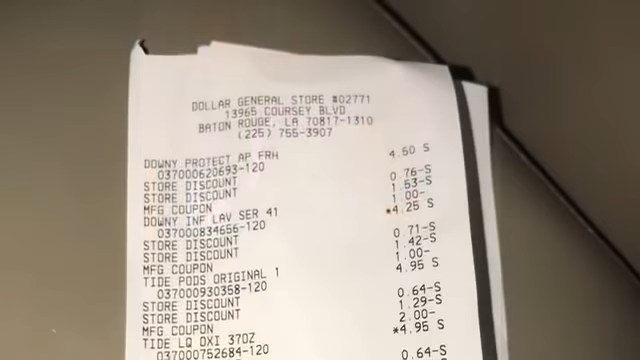 DOLLAR GENERAL STORE #02771
13965 COURSEY BLVD
BATON ROUGE, LA 70817-1310
(225) 755-3907
DOWNY PROTECT AP FRH 4.50 S
037000620693-120
STORE DISCOUNT 0.76-S
STORE DISCOUNT 1.53-S
MFG COUPON 1.00-
DOWNY INF LAV SER 41 *4.25 S
037000834656-120
STORE DISCOUNT 0.71-S
STORE DISCOUNT 1.42-S
MFG COUPON 1.00-
TIDE PODS ORIGINAL 1 4.95 S
037000930358-120
STORE DISCOUNT 0.64-S
STORE DISCOUNT 1.29-S
MFG COUPON 2.00-
TIDE LQ OXI 37OZ *4.95 S
037000752684-120
0.64-S